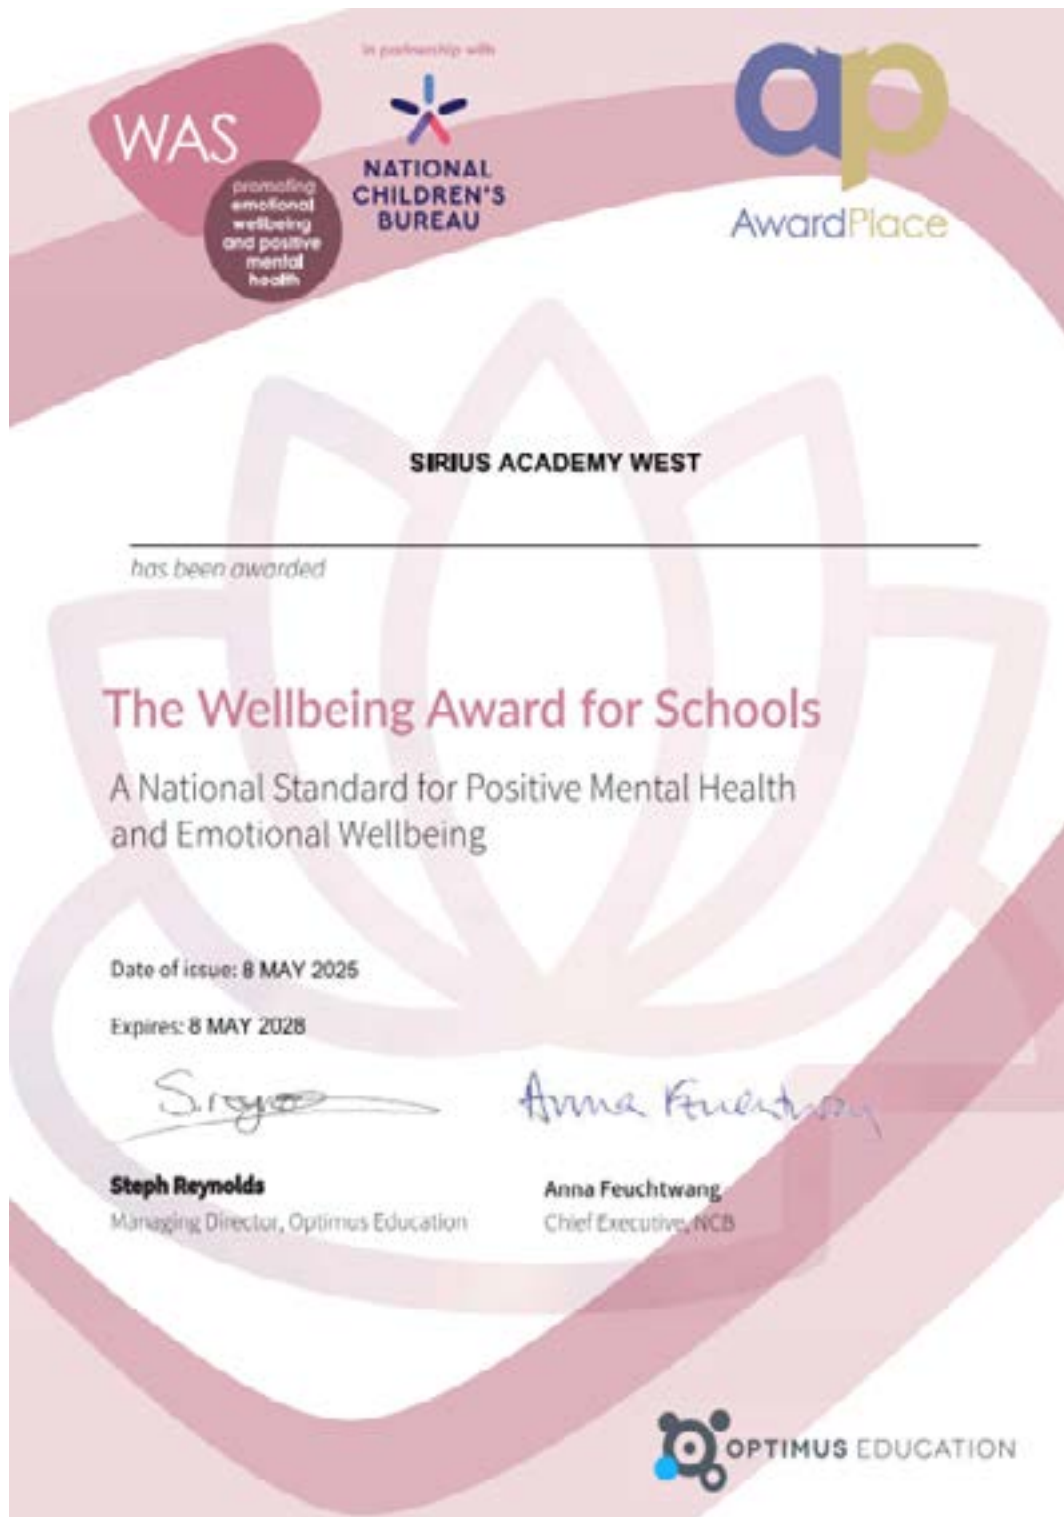 WAS
promoting
emotional
wellbeing
and positive
mental
health
in partnership with
NATIONAL
CHILDREN'S
BUREAU
ap
AwardPlace
SIRIUS ACADEMY WEST
has been awarded
The Wellbeing Award for Schools
A National Standard for Positive Mental Health
and Emotional Wellbeing
Date of issue: 8 MAY 2025
Expires: 8 MAY 2028
Anna Feuchtwang
Steph Reynolds
Managing Director, Optimus Education
Anna Feuchtwang
Chief Executive, NCB
OPTIMUS EDUCATION